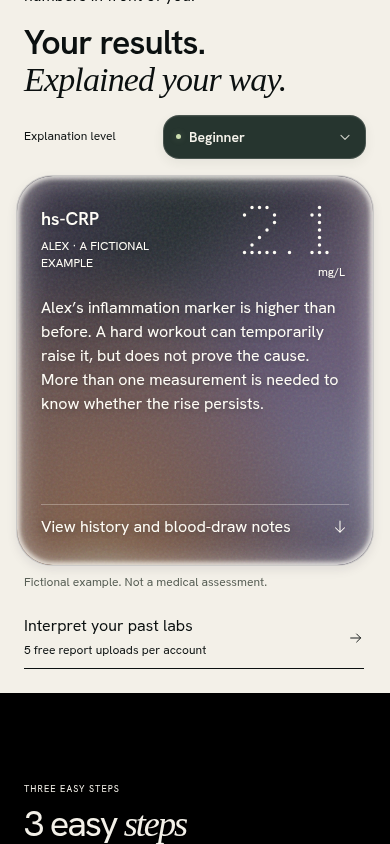 Your results.
Explained your way.
Explanation level
Beginner
hs-CRP
2.1
ALEX · A FICTIONAL
EXAMPLE
mg/L
Alex’s inflammation marker is higher than
before. A hard workout can temporarily
raise it, but does not prove the cause.
More than one measurement is needed to
know whether the rise persists.
View history and blood-draw notes
Fictional example. Not a medical assessment.
Interpret your past labs
5 free report uploads per account
THREE EASY STEPS
3 easy steps